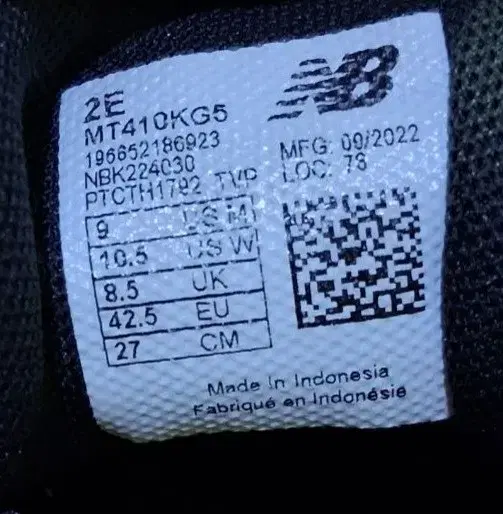 2E
NB
MT410KG5
196652186923
NBK224030
PTCTH1792 TVP
MFG: 09/2022
LOC. 73
9 US M
10.5 US W
8.5 UK
42.5 EU
27 CM
Made in Indonesia
Fabriqué en Indonésie